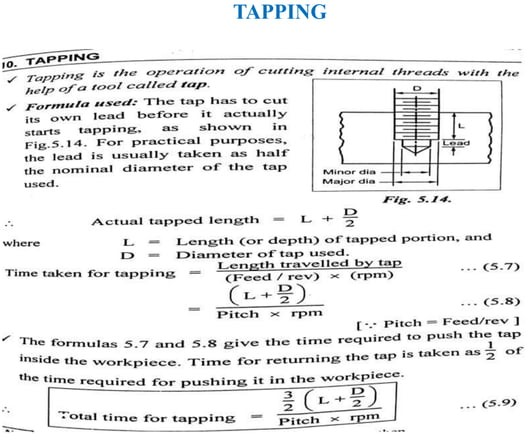 TAPPING
10. TAPPING
✓ Tapping is the operation of cutting internal threads with the
help of a tool called tap.
✓ Formula used: The tap has to cut
its own lead before it actually
starts tapping, as shown in
Fig.5.14. For practical purposes,
the lead is usually taken as half
the nominal diameter of the tap
used.
D
L
Lead
Minor dia
Major dia
Fig. 5.14.
∴ Actual tapped length = L + D/2
where L = Length (or depth) of tapped portion, and
D = Diameter of tap used.
Time taken for tapping = Length travelled by tap / (Feed / rev) × (rpm) ... (5.7)
= (L + D/2) / Pitch × rpm ... (5.8)
[∵ Pitch = Feed/rev ]
✓ The formulas 5.7 and 5.8 give the time required to push the tap
inside the workpiece. Time for returning the tap is taken as 1/2 of
the time required for pushing it in the workpiece.
∴ Total time for tapping = 3/2 (L + D/2) / Pitch × rpm ... (5.9)